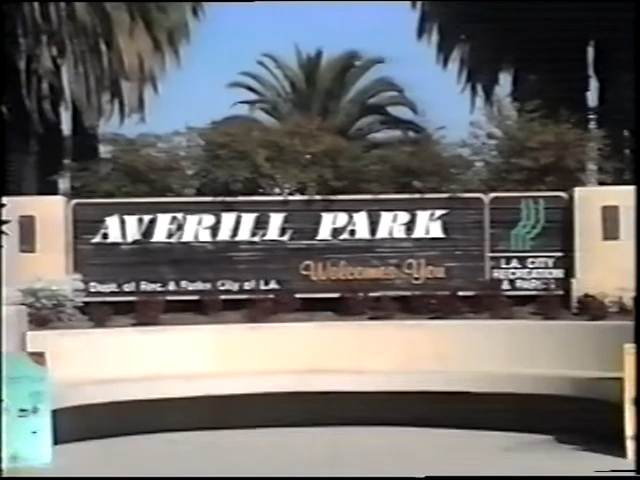 AVERILL PARK
Welcomes You
Dept. of Rec. & Parks City of L.A.
L.A. CITY
RECREATION
& PARKS